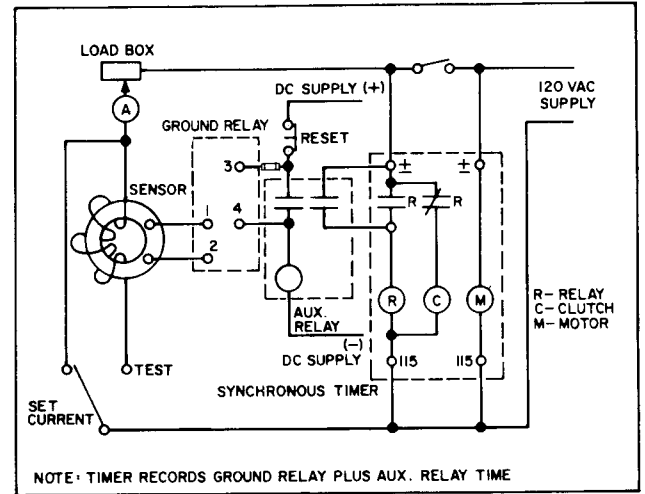 LOAD BOX
A
DC SUPPLY (+)
120 VAC
SUPPLY
GROUND RELAY
RESET
3
±
±
SENSOR
1
4
R
R
2
R
C
M
R- RELAY
C- CLUTCH
M- MOTOR
AUX.
RELAY
(-)
DC SUPPLY
115
115
TEST
SYNCHRONOUS TIMER
SET
CURRENT
NOTE: TIMER RECORDS GROUND RELAY PLUS AUX. RELAY TIME